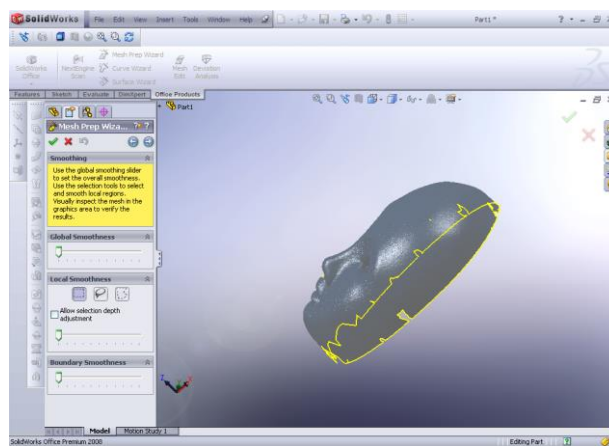 SolidWorks File Edit View Insert Tools Window Help Part1 *
SolidWorks Office
NextEngine Scan
Mesh Prep Wizard
Curve Wizard
Surface Wizard
Mesh Edit
Deviation Analysis
Features Sketch Evaluate DimXpert Office Products
Part1
Mesh Prep Wiza...
Smoothing
Use the global smoothing slider
to set the overall smoothness.
Use the selection tools to select
and smooth local regions.
Visually inspect the mesh in the
graphics area to verify the
results.
Global Smoothness
Local Smoothness
Allow selection depth
adjustment
Boundary Smoothness
Model Motion Study 1
SolidWorks Office Premium 2008 Editing Part